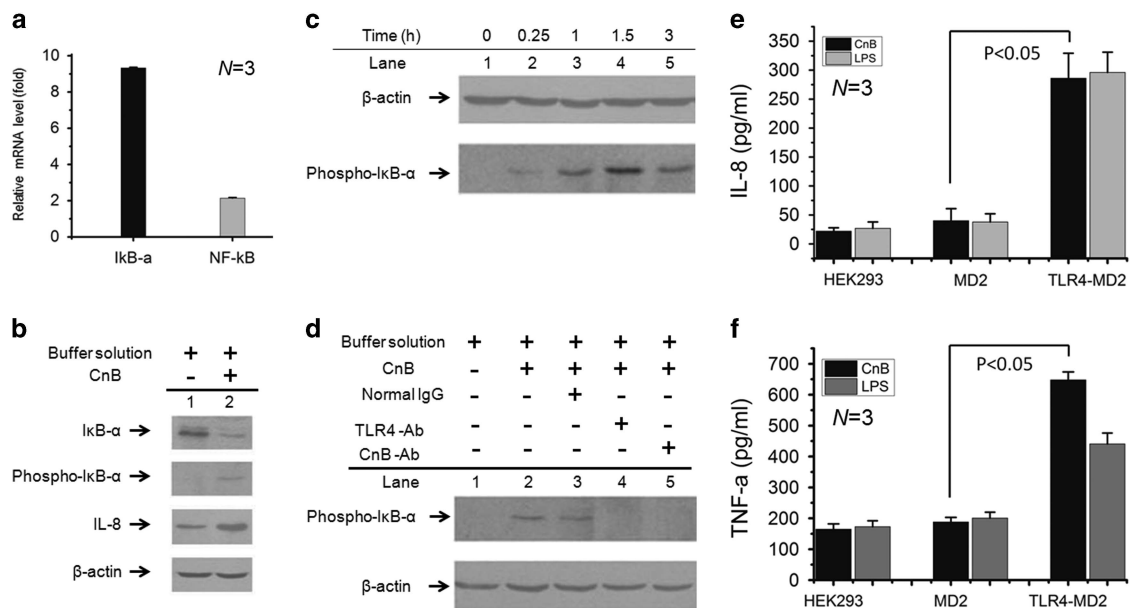 a
Relative mRNA level (fold)
10
8
6
4
2
0
N=3
IkB-a NF-kB
b
Buffer solution + +
CnB - +
1 2
IκB-α
Phospho-IκB-α
IL-8
β-actin
c
Time (h) 0 0.25 1 1.5 3
Lane 1 2 3 4 5
β-actin
Phospho-IκB-α
d
Buffer solution + + + + +
CnB - + + + +
Normal IgG - - + - -
TLR4-Ab - - - + -
CnB-Ab - - - - +
Lane 1 2 3 4 5
Phospho-IκB-α
β-actin
e
IL-8 (pg/ml)
350
300
250
200
150
100
50
0
CnB
LPS
N=3
P<0.05
HEK293 MD2 TLR4-MD2
f
TNF-a (pg/ml)
700
600
500
400
300
200
100
0
CnB
LPS
N=3
P<0.05
HEK293 MD2 TLR4-MD2